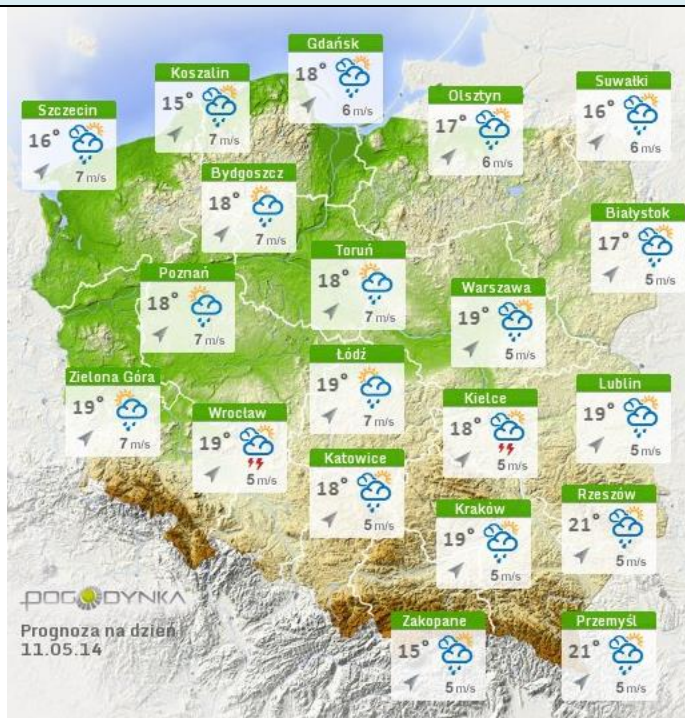 Gdańsk
18°
6 m/s
Koszalin
15°
7 m/s
Suwałki
16°
6 m/s
Olsztyn
17°
6 m/s
Szczecin
16°
7 m/s
Bydgoszcz
18°
7 m/s
Białystok
17°
5 m/s
Toruń
18°
7 m/s
Poznań
18°
7 m/s
Warszawa
19°
5 m/s
Łódź
19°
7 m/s
Zielona Góra
19°
7 m/s
Lublin
19°
5 m/s
Kielce
18°
5 m/s
Wrocław
19°
5 m/s
Katowice
18°
5 m/s
Rzeszów
21°
5 m/s
Kraków
19°
5 m/s
POGODYNKA
Prognoza na dzień
11.05.14
Zakopane
15°
5 m/s
Przemyśl
21°
5 m/s